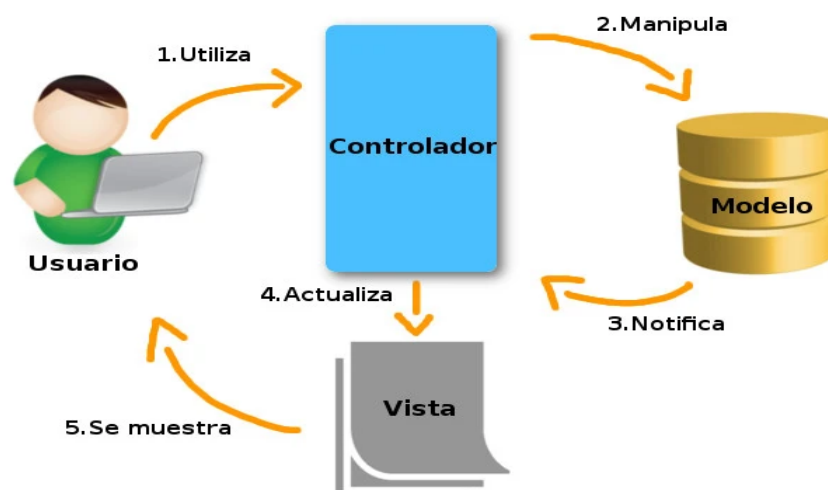 1.Utiliza
2.Manipula
Controlador
Modelo
Usuario
4.Actualiza
3.Notifica
Vista
5.Se muestra